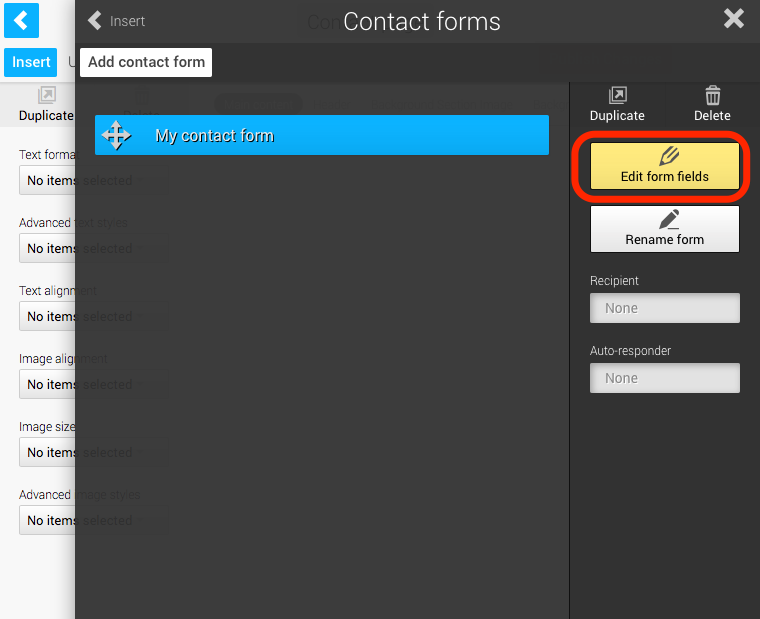 Insert
Contact forms
Insert
Add contact form
Duplicate
Duplicate
Delete
My contact form
Edit form fields
Rename form
Recipient
None
Auto-responder
None
Text forma
No items selected
Advanced text styles
No items selected
Text alignment
No items selected
Image alignment
No items selected
Image size
No items selected
Advanced image styles
No items selected